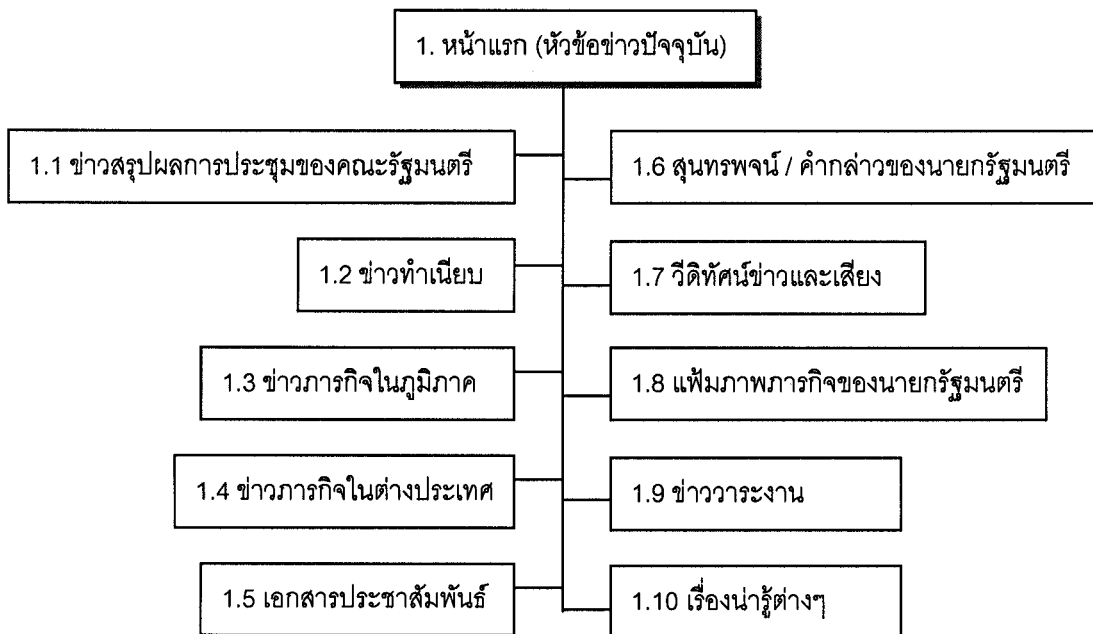 1. หน้าแรก (หัวข้อข่าวปัจจุบัน)
1.1 ข่าวสรุปผลการประชุมของคณะรัฐมนตรี
1.2 ข่าวทำเนียบ
1.3 ข่าวภารกิจในภูมิภาค
1.4 ข่าวภารกิจในต่างประเทศ
1.5 เอกสารประชาสัมพันธ์
1.6 สุนทรพจน์ / คำกล่าวของนายกรัฐมนตรี
1.7 วีดิทัศน์ข่าวและเสียง
1.8 แฟ้มภาพภารกิจของนายกรัฐมนตรี
1.9 ข่าววาระงาน
1.10 เรื่องน่ารู้ต่างๆ